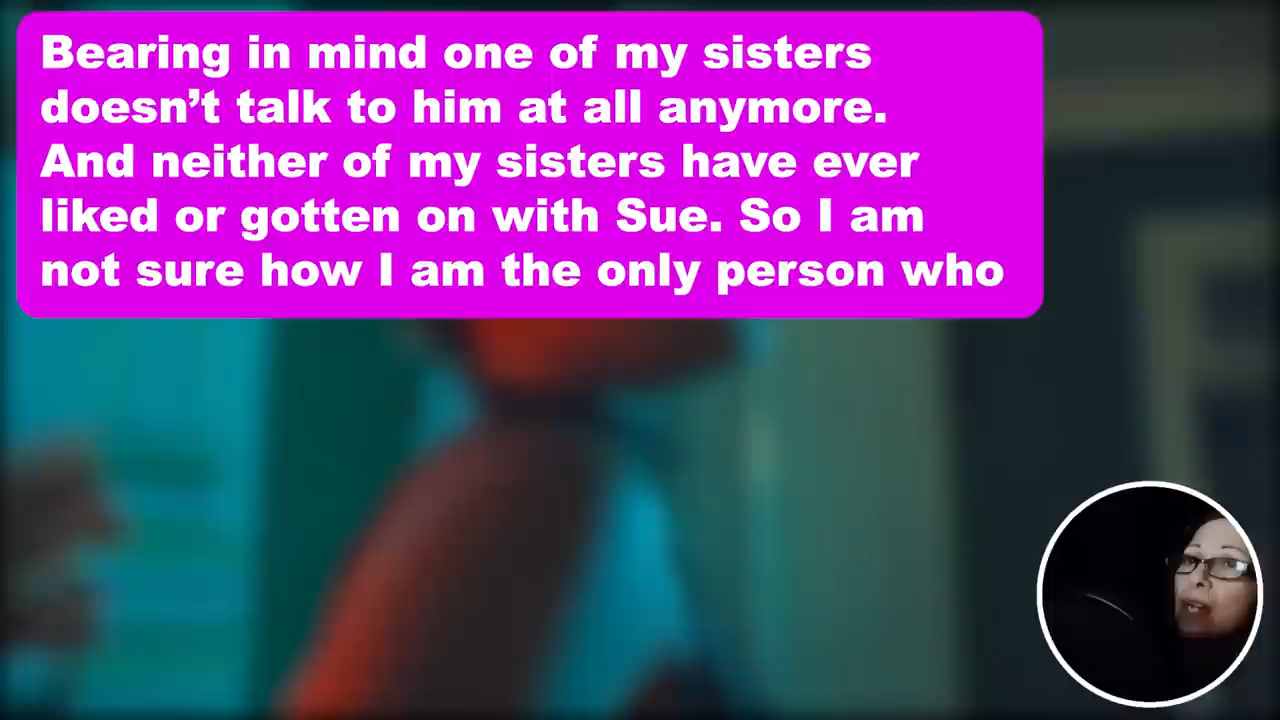 Bearing in mind one of my sisters
doesn’t talk to him at all anymore.
And neither of my sisters have ever
liked or gotten on with Sue. So I am
not sure how I am the only person who